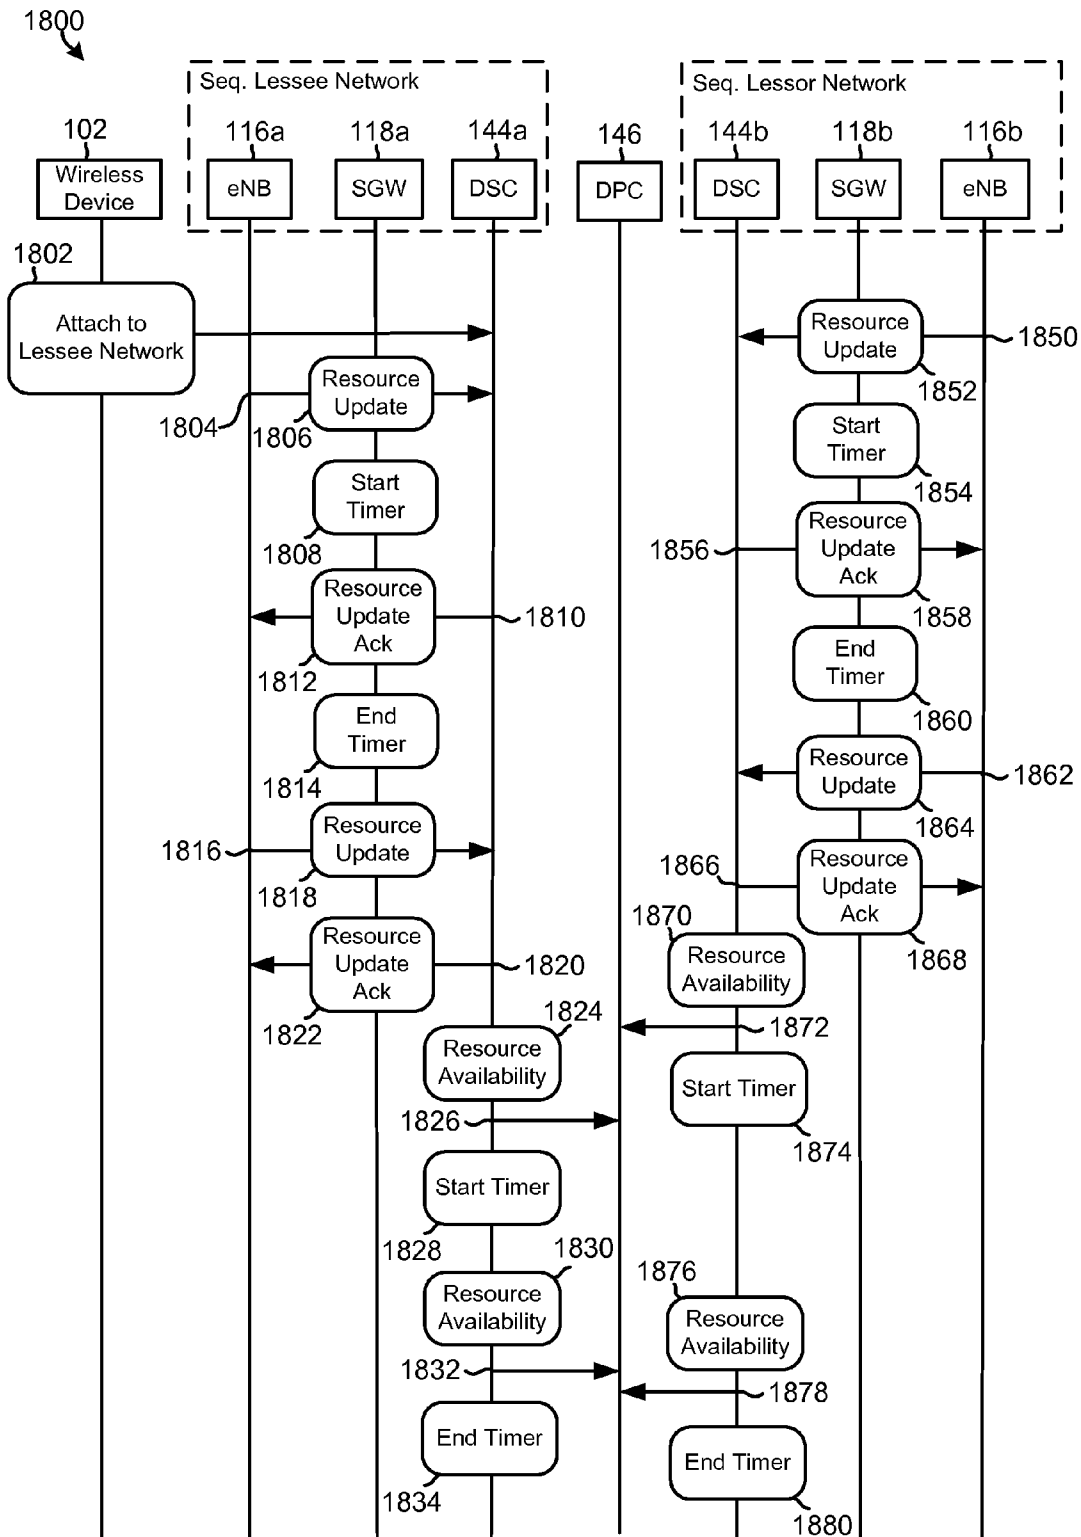 1800
Seq. Lessee Network
Seq. Lessor Network
102
116a
118a
144a
146
144b
118b
116b
Wireless
Device
eNB
SGW
DSC
DPC
DSC
SGW
eNB
1802
Attach to
Lessee Network
Resource
Update
1850
1852
Resource
Update
1804
1806
Start
Timer
1854
Start
Timer
1808
Resource
Update
Ack
1856
1858
Resource
Update
Ack
1810
1812
End
Timer
1860
End
Timer
1814
Resource
Update
1862
1864
Resource
Update
1816
1818
Resource
Update
Ack
1866
1868
Resource
Update
Ack
1820
1822
1870
Resource
Availability
1872
1824
Resource
Availability
1826
Start Timer
1874
Start Timer
1828
1830
Resource
Availability
1832
1876
Resource
Availability
1878
End Timer
1834
End Timer
1880